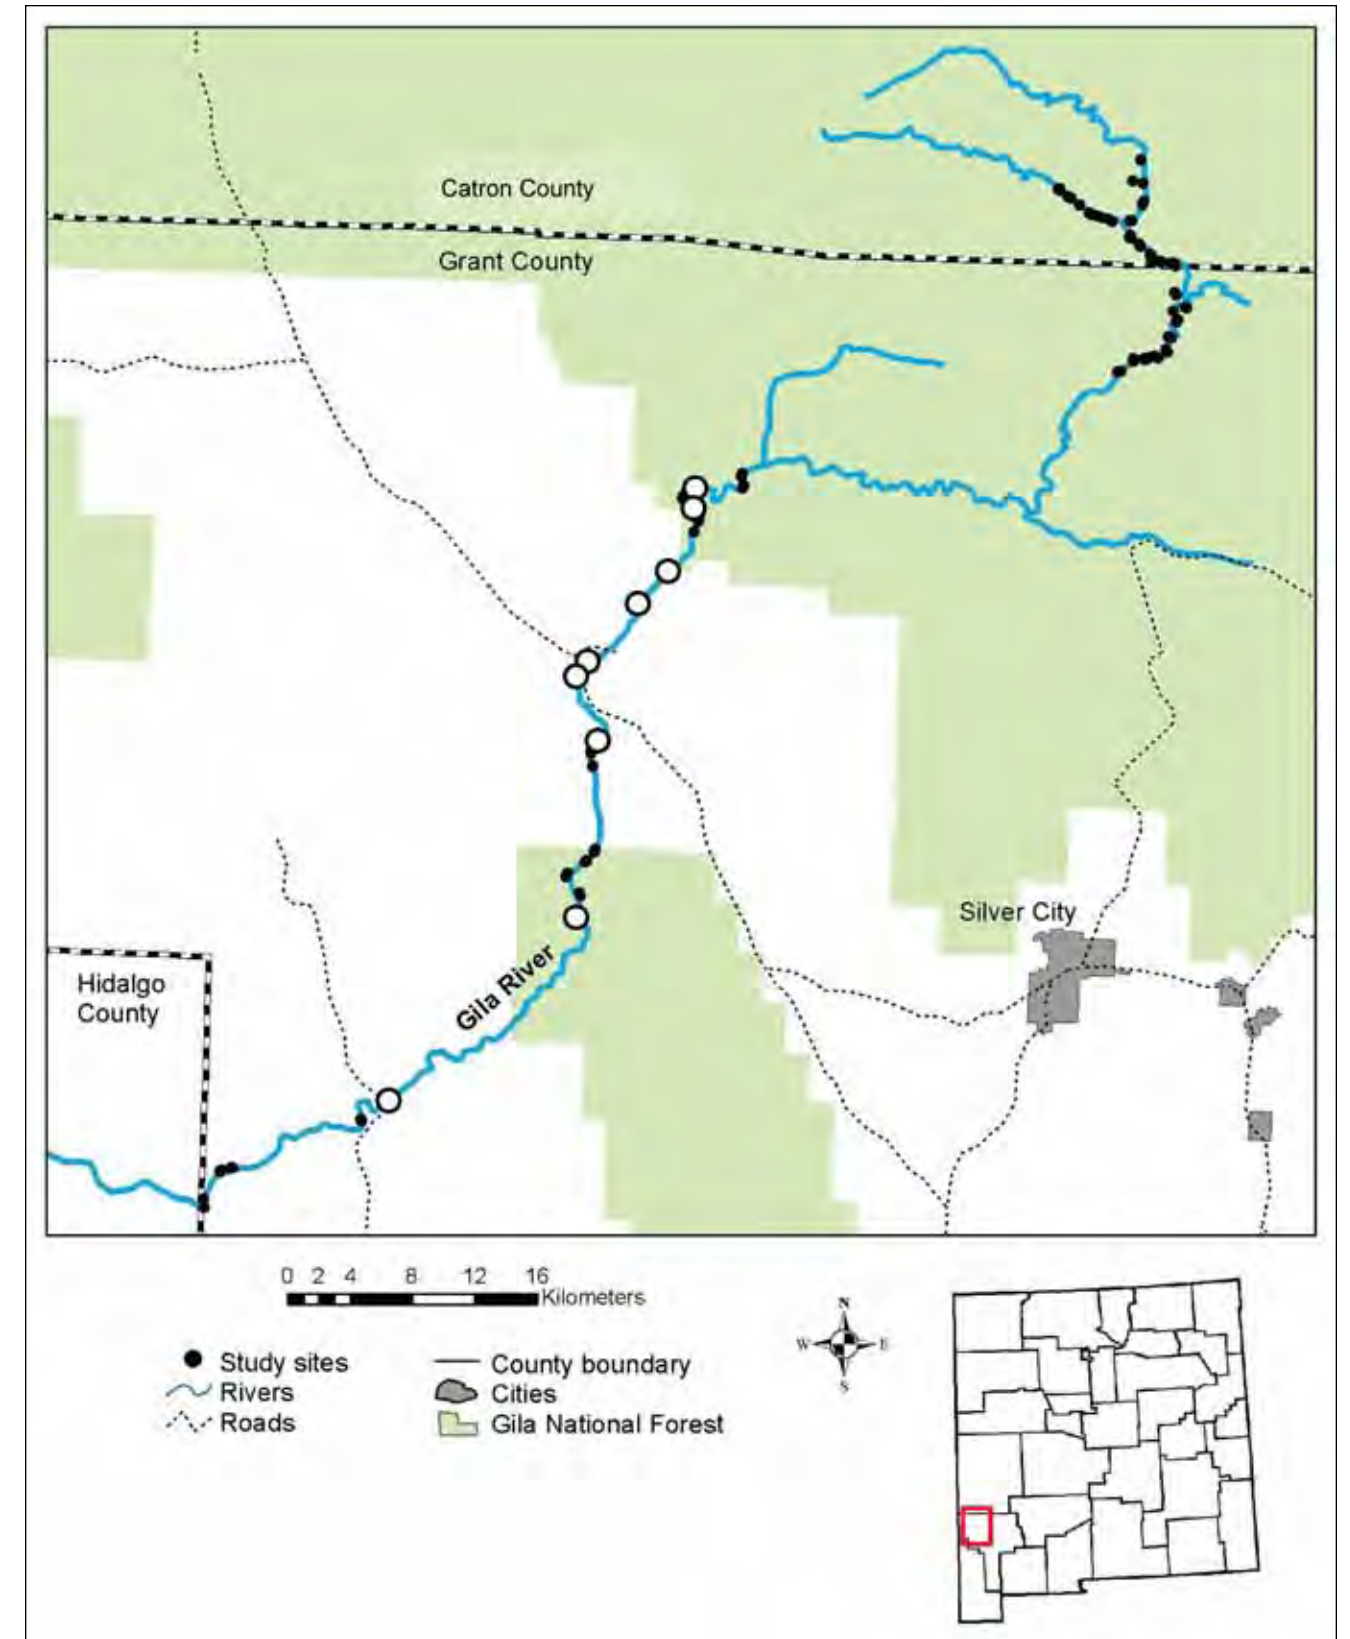 Catron County
Grant County
Silver City
Gila River
Hidalgo
County
0 2 4 8 12 16
Kilometers
N
W E
S
Study sites
Rivers
Roads
County boundary
Cities
Gila National Forest